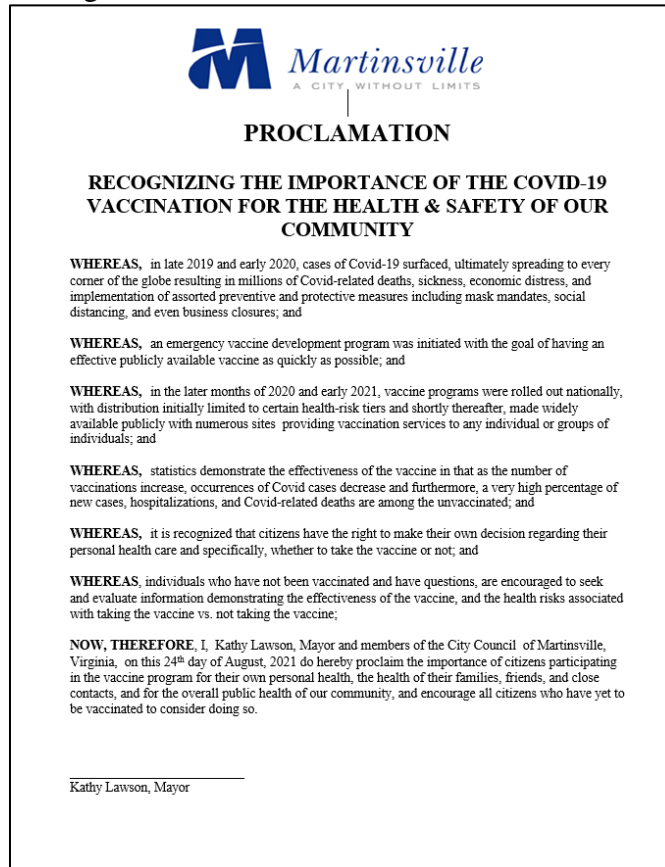 Martinsville
A CITY WITHOUT LIMITS
PROCLAMATION
RECOGNIZING THE IMPORTANCE OF THE COVID-19
VACCINATION FOR THE HEALTH & SAFETY OF OUR
COMMUNITY
WHEREAS, in late 2019 and early 2020, cases of Covid-19 surfaced, ultimately spreading to every
corner of the globe resulting in millions of Covid-related deaths, sickness, economic distress, and
implementation of assorted preventive and protective measures including mask mandates, social
distancing, and even business closures; and
WHEREAS, an emergency vaccine development program was initiated with the goal of having an
effective publicly available vaccine as quickly as possible; and
WHEREAS, in the later months of 2020 and early 2021, vaccine programs were rolled out nationally,
with distribution initially limited to certain health-risk tiers and shortly thereafter, made widely
available publicly with numerous sites providing vaccination services to any individual or groups of
individuals; and
WHEREAS, statistics demonstrate the effectiveness of the vaccine in that as the number of
vaccinations increase, occurrences of Covid cases decrease and furthermore, a very high percentage of
new cases, hospitalizations, and Covid-related deaths are among the unvaccinated; and
WHEREAS, it is recognized that citizens have the right to make their own decision regarding their
personal health care and specifically, whether to take the vaccine or not; and
WHEREAS, individuals who have not been vaccinated and have questions, are encouraged to seek
and evaluate information demonstrating the effectiveness of the vaccine, and the health risks associated
with taking the vaccine vs. not taking the vaccine;
NOW, THEREFORE, I, Kathy Lawson, Mayor and members of the City Council of Martinsville,
Virginia, on this 24th day of August, 2021 do hereby proclaim the importance of citizens participating
in the vaccine program for their own personal health, the health of their families, friends, and close
contacts, and for the overall public health of our community, and encourage all citizens who have yet to
be vaccinated to consider doing so.
Kathy Lawson, Mayor